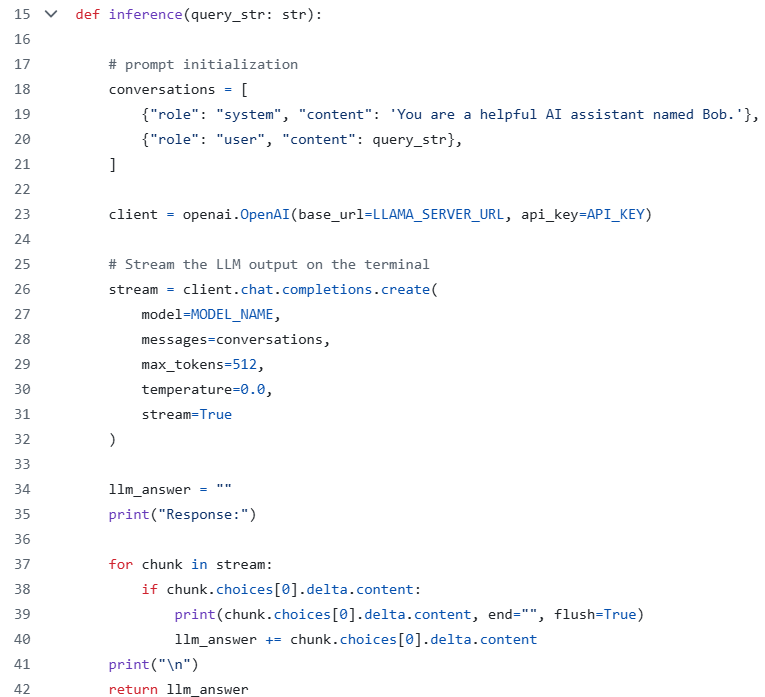 15 def inference(query_str: str):
16
17     # prompt initialization
18     conversations = [
19         {"role": "system", "content": 'You are a helpful AI assistant named Bob.'},
20         {"role": "user", "content": query_str},
21     ]
22
23     client = openai.OpenAI(base_url=LLAMA_SERVER_URL, api_key=API_KEY)
24
25     # Stream the LLM output on the terminal
26     stream = client.chat.completions.create(
27         model=MODEL_NAME,
28         messages=conversations,
29         max_tokens=512,
30         temperature=0.0,
31         stream=True
32     )
33
34     llm_answer = ""
35     print("Response:")
36
37     for chunk in stream:
38         if chunk.choices[0].delta.content:
39             print(chunk.choices[0].delta.content, end="", flush=True)
40             llm_answer += chunk.choices[0].delta.content
41     print("\n")
42     return llm_answer